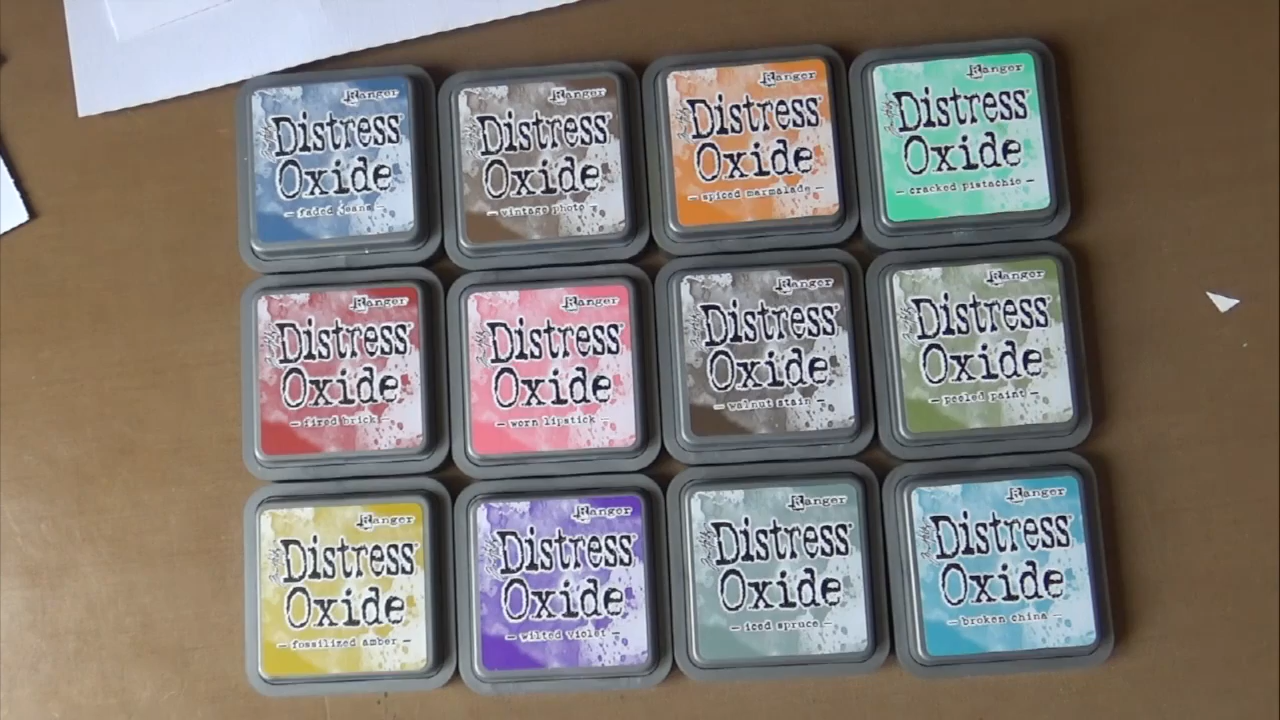 Ranger
Distress
Oxide
— faded jeans —
Ranger
Distress
Oxide
— vintage photo —
Ranger
Distress
Oxide
— spiced marmalade —
Ranger
Distress
Oxide
— cracked pistachio —
Ranger
Distress
Oxide
— fired brick —
Ranger
Distress
Oxide
— worn lipstick —
Ranger
Distress
Oxide
— walnut stain —
Ranger
Distress
Oxide
— peeled paint —
Ranger
Distress
Oxide
— fossilized amber —
Ranger
Distress
Oxide
— wilted violet —
Ranger
Distress
Oxide
— iced spruce —
Ranger
Distress
Oxide
— broken china —